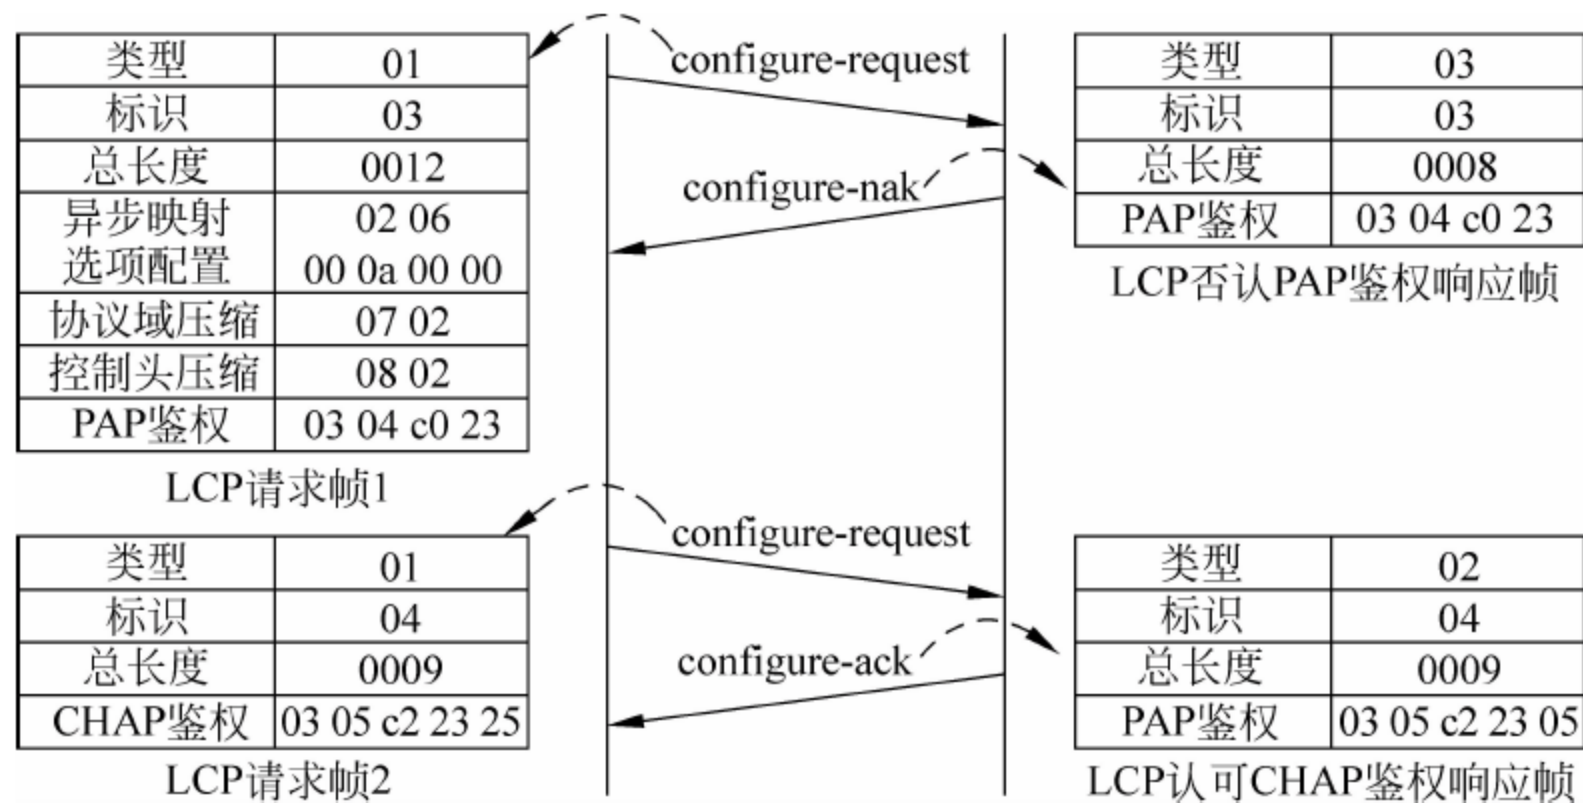 类型 01
标识 03
总长度 0012
异步映射 02 06
选项配置 00 0a 00 00
协议域压缩 07 02
控制头压缩 08 02
PAP鉴权 03 04 c0 23
LCP请求帧1
configure-request
configure-nak
类型 03
标识 03
总长度 0008
PAP鉴权 03 04 c0 23
LCP否认PAP鉴权响应帧
类型 01
标识 04
总长度 0009
CHAP鉴权 03 05 c2 23 25
LCP请求帧2
configure-request
configure-ack
类型 02
标识 04
总长度 0009
PAP鉴权 03 05 c2 23 05
LCP认可CHAP鉴权响应帧